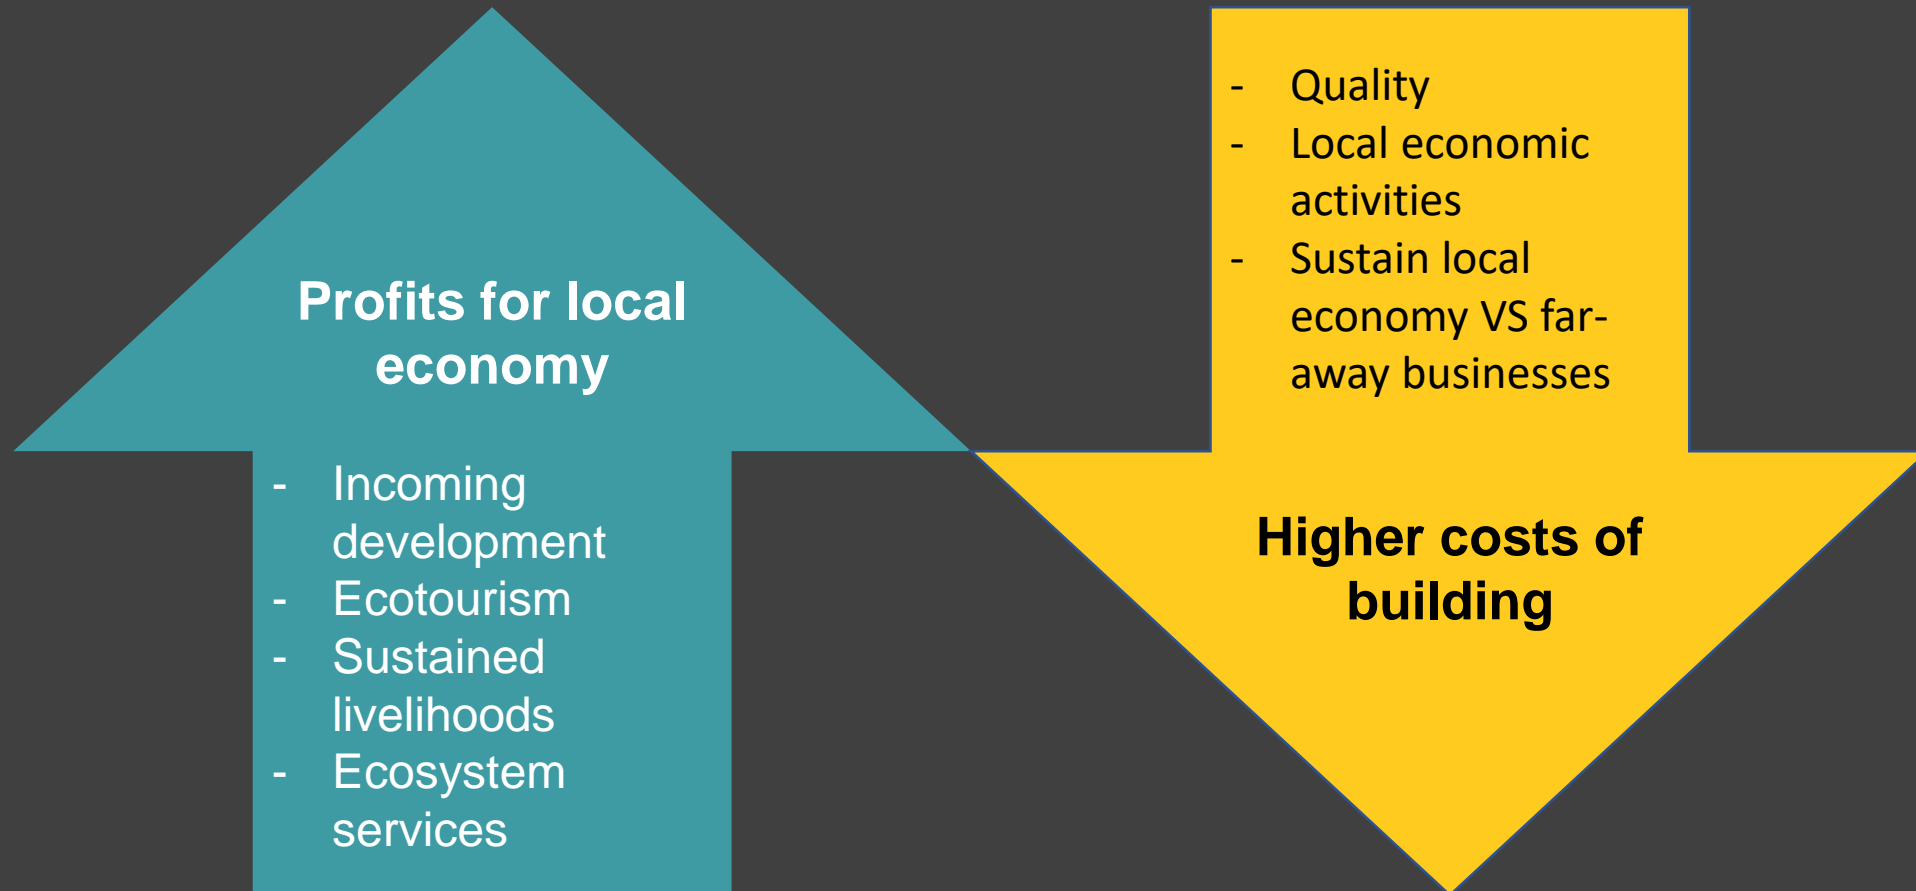 Profits for local
economy
- Incoming
development
- Ecotourism
- Sustained
livelihoods
- Ecosystem
services
- Quality
- Local economic
activities
- Sustain local
economy VS far-
away businesses
Higher costs of
building